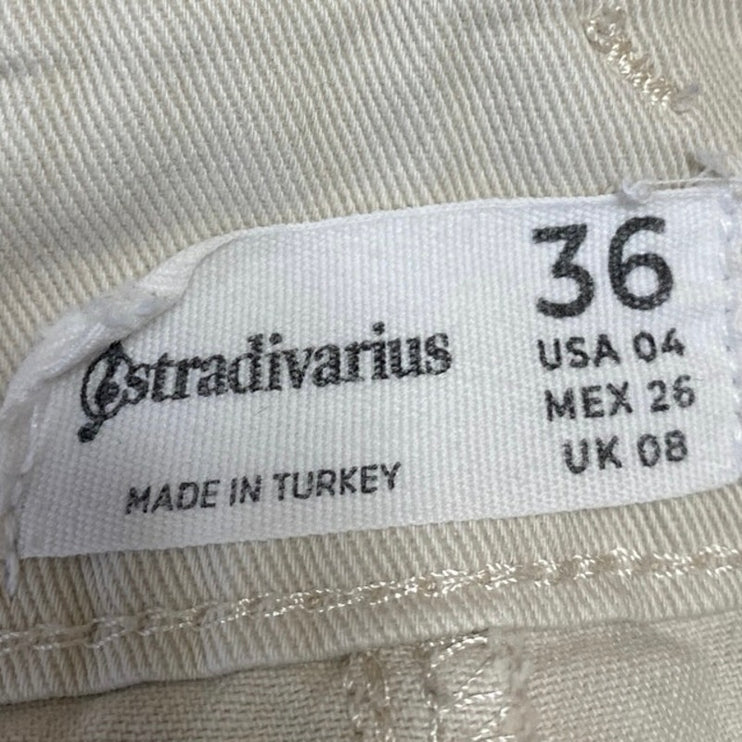 stradivarius
MADE IN TURKEY
36
USA 04
MEX 26
UK 08